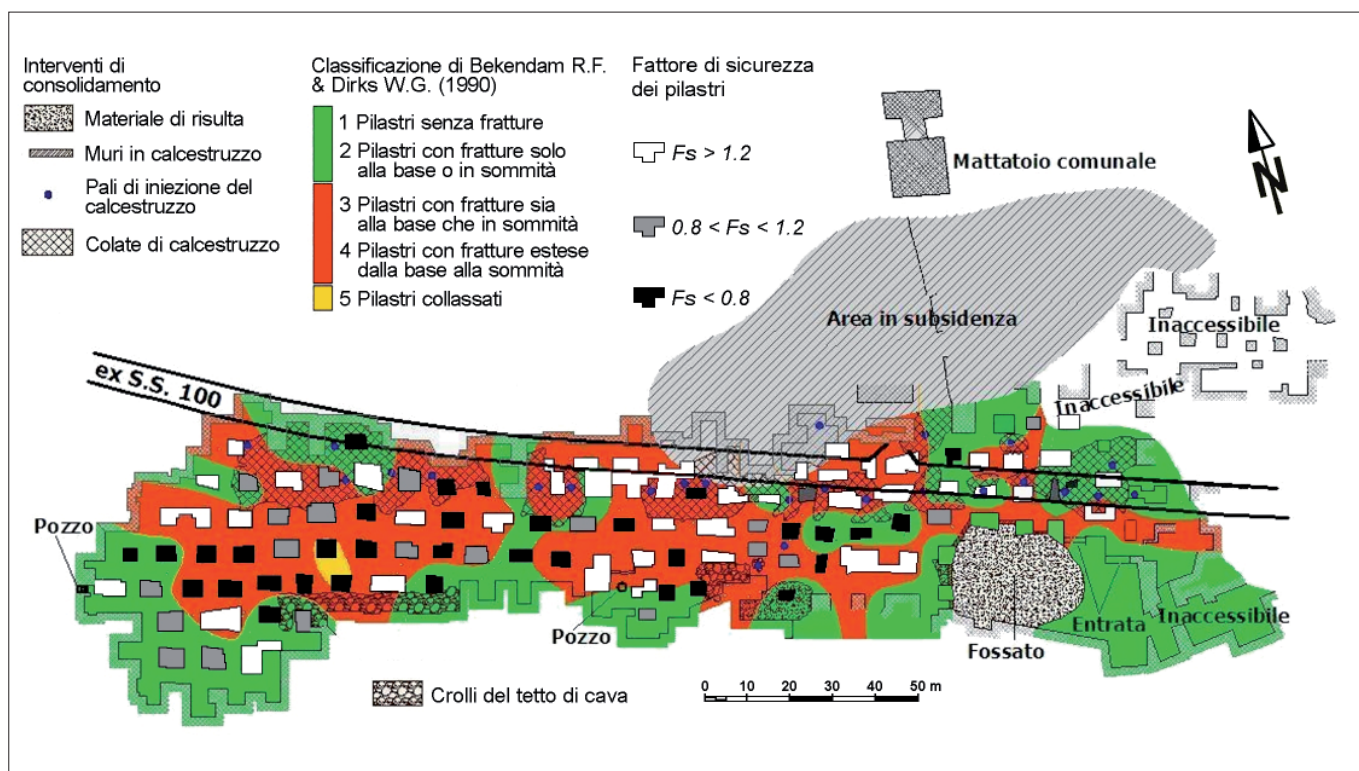 Interventi di
consolidamento
Materiale di risulta
Muri in calcestruzzo
Pali di iniezione del
calcestruzzo
Colate di calcestruzzo
Classificazione di Bekendam R.F.
& Dirks W.G. (1990)
1 Pilastri senza fratture
2 Pilastri con fratture solo
alla base o in sommità
3 Pilastri con fratture sia
alla base che in sommità
4 Pilastri con fratture estese
dalla base alla sommità
5 Pilastri collassati
Fattore di sicurezza
dei pilastri
Fs > 1.2
0.8 < Fs < 1.2
Fs < 0.8
Mattatoio comunale
N
Area in subsidenza
Inaccessibile
Inaccessibile
ex S.S. 100
Pozzo
Pozzo
Fossato
Entrata
Inaccessibile
Crolli del tetto di cava
0 10 20 30 40 50 m